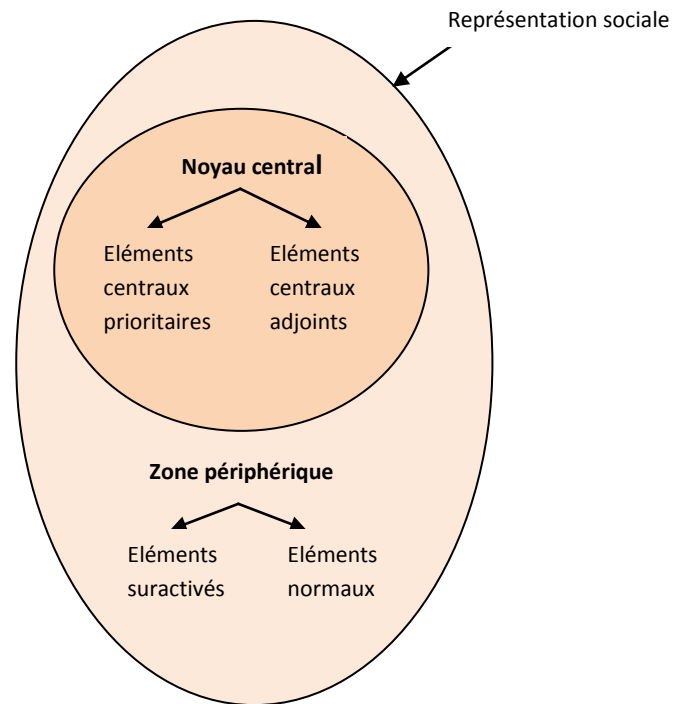 Représentation sociale
Noyau central
Eléments
centraux
prioritaires
Eléments
centraux
adjoints
Zone périphérique
Eléments
suractivés
Eléments
normaux